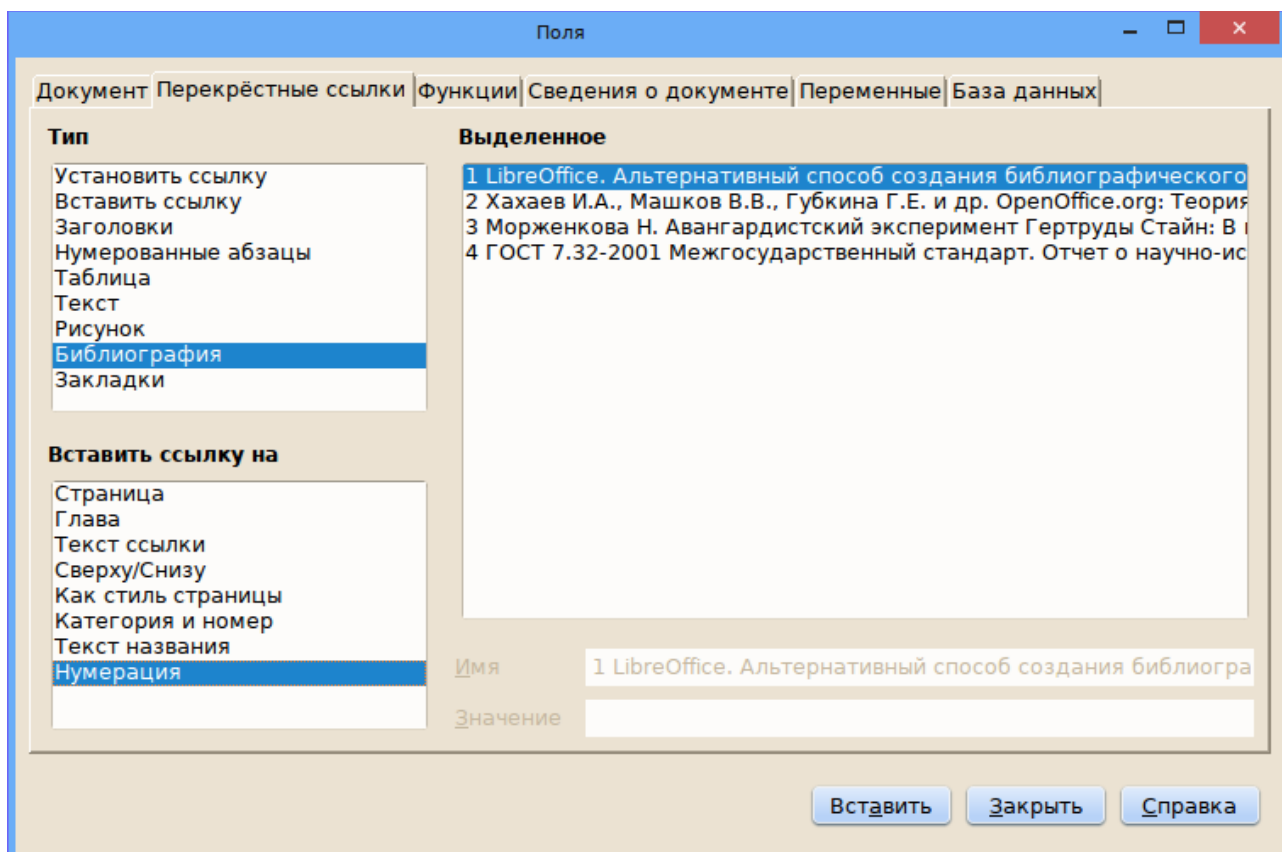 Поля
Документ Перекрёстные ссылки Функции Сведения о документе Переменные База данных
Тип
Установить ссылку
Вставить ссылку
Заголовки
Нумерованные абзацы
Таблица
Текст
Рисунок
Библиография
Закладки
Вставить ссылку на
Страница
Глава
Текст ссылки
Сверху/Снизу
Как стиль страницы
Категория и номер
Текст названия
Нумерация
Выделенное
1 LibreOffice. Альтернативный способ создания библиографического
2 Хахаев И.А., Машков В.В., Губкина Г.Е. и др. OpenOffice.org: Теория
3 Морженкова Н. Авангардистский эксперимент Гертруды Стайн: В
4 ГОСТ 7.32-2001 Межгосударственный стандарт. Отчет о научно-ис
Имя 1 LibreOffice. Альтернативный способ создания библиогра
Значение
Вставить Закрыть Справка